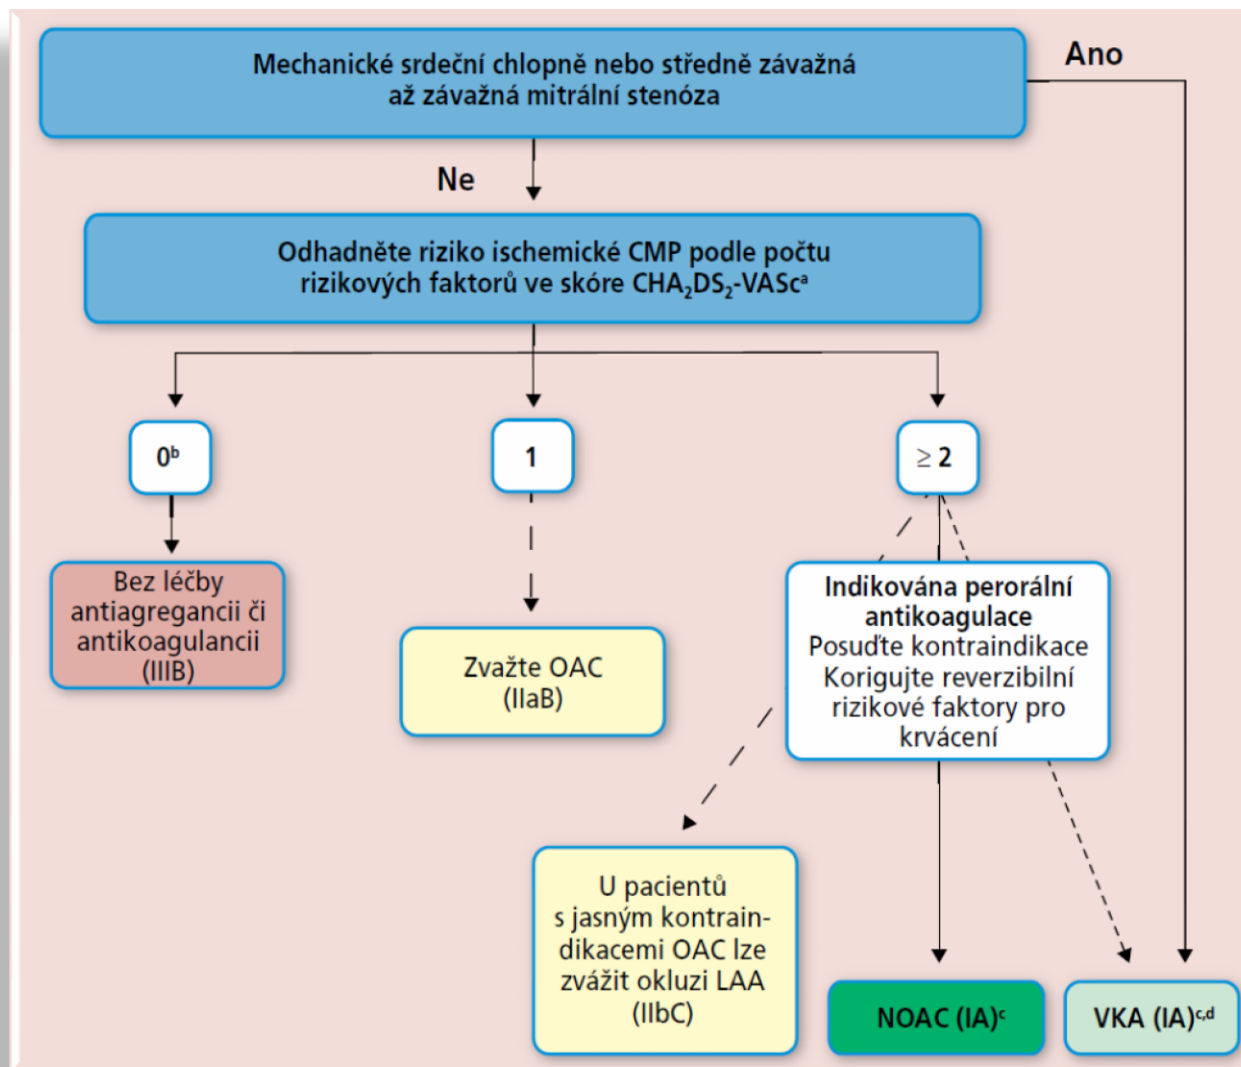 Mechanické srdeční chlopně nebo středně závažná
až závažná mitrální stenóza
Ano
Ne
Odhadněte riziko ischemické CMP podle počtu
rizikových faktorů ve skóre CHA₂DS₂-VAScᵃ
0ᵇ
1
≥ 2
Bez léčby
antiagregancii či
antikoagulancii
(IIIB)
Zvažte OAC
(IIaB)
Indikována perorální
antikoagulace
Posuďte kontraindikace
Korigujte reverzibilní
rizikové faktory pro
krvácení
U pacientů
s jasným kontrain-
dikacemi OAC lze
zvážit okluzi LAA
(IIbC)
NOAC (IA)ᶜ
VKA (IA)ᶜ,ᵈ